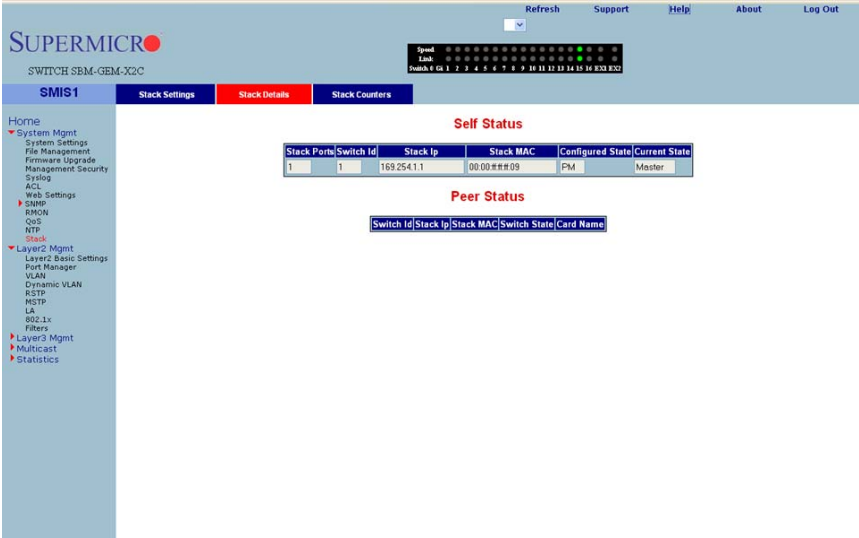 Refresh Support Help About Log Out
SUPERMICRO
Speed
Link
Switch 0 Gi 1 2 3 4 5 6 7 8 9 10 11 12 13 14 15 16 EX1 EX2
SWITCH SBM-GEM-X2C
SMIS1
Stack Settings Stack Details Stack Counters
Home
System Mgmt
System Settings
File Management
Firmware Upgrade
Management Security
Syslog
ACL
Web Settings
SNMP
RMON
QoS
NTP
Stack
Layer2 Mgmt
Layer2 Basic Settings
Port Manager
VLAN
Dynamic VLAN
RSTP
MSTP
LA
802.1x
Filters
Layer3 Mgmt
Multicast
Statistics
Self Status
Stack Ports Switch Id Stack Ip Stack MAC Configured State Current State
1 1 169.254.1.1 00:00:ff:ff:ff:09 PM Master
Peer Status
Switch Id Stack Ip Stack MAC Switch State Card Name